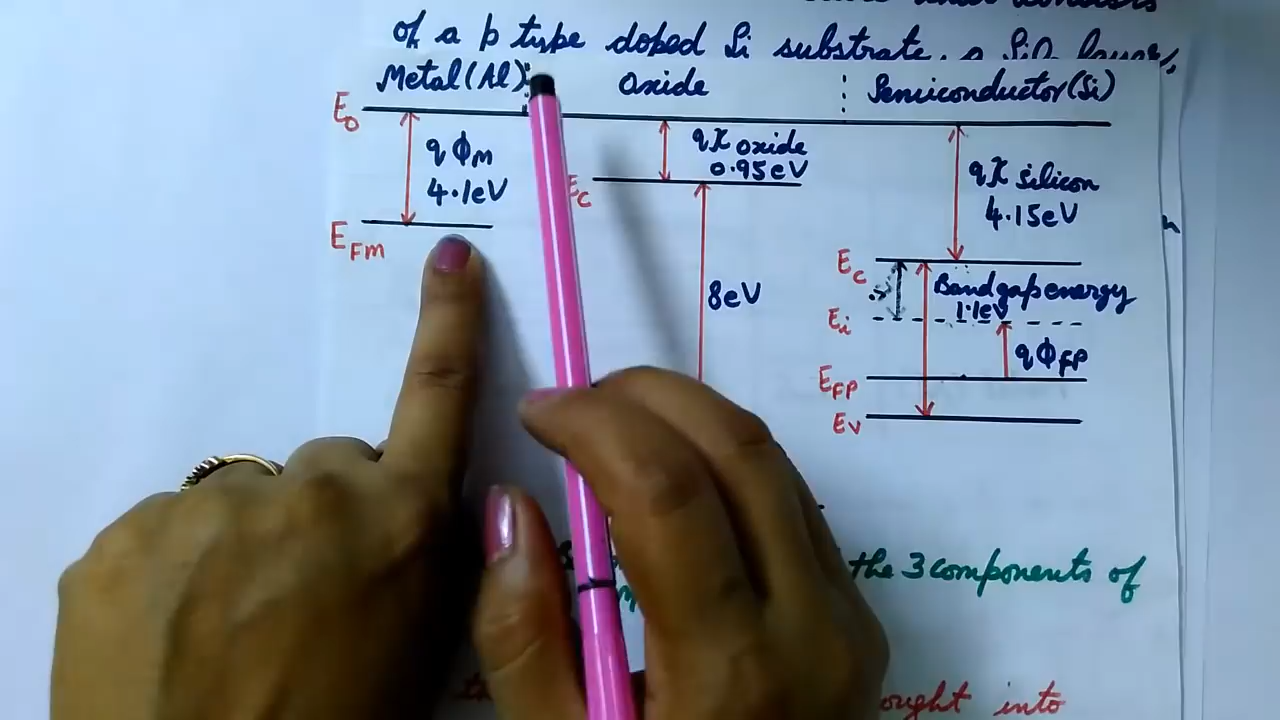 of a p type doped Si substrate, a SiO layer,
Metal(Al) Oxide Semiconductor(Si)
E0
qΦM
4.1eV
EFM
qχ oxide
0.95eV
EC
8eV
qχ silicon
4.15eV
EC
Bandgap energy
1.1eV
Ei
qΦFP
EFP
EV
the 3 components of
ought into